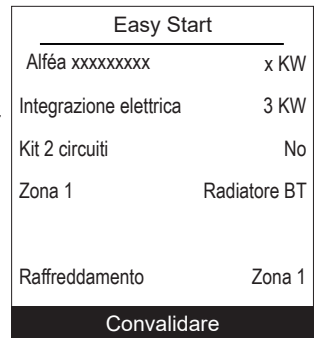 Easy Start
Alféa xxxxxxxxx x KW
Integrazione elettrica 3 KW
Kit 2 circuiti No
Zona 1 Radiatore BT
Raffreddamento Zona 1
Convalidare